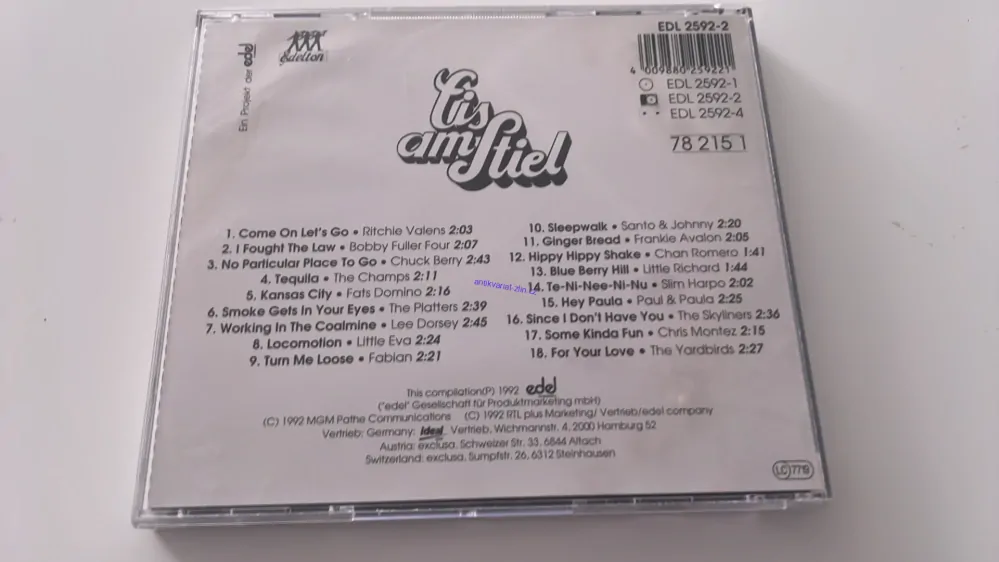 Ein Projekt der edel
Edelton
EDL 2592-2
4 009880 259221
EDL 2592-1
EDL 2592-2
EDL 2592-4
78 215 1
Eis
am Stiel
1. Come On Let's Go • Ritchie Valens 2:03
2. I Fought The Law • Bobby Fuller Four 2:07
3. No Particular Place To Go • Chuck Berry 2:43
4. Tequila • The Champs 2:11
5. Kansas City • Fats Domino 2:16
6. Smoke Gets In Your Eyes • The Platters 2:39
7. Working In The Coalmine • Lee Dorsey 2:45
8. Locomotion • Little Eva 2:24
9. Turn Me Loose • Fabian 2:21
10. Sleepwalk • Santo & Johnny 2:20
11. Ginger Bread • Frankie Avalon 2:05
12. Hippy Hippy Shake • Chan Romero 1:41
13. Blue Berry Hill • Little Richard 1:44
14. Te-Ni-Nee-Ni-Nu • Slim Harpo 2:02
15. Hey Paula • Paul & Paula 2:25
16. Since I Don't Have You • The Skyliners 2:36
17. Some Kinda Fun • Chris Montez 2:15
18. For Your Love • The Yardbirds 2:27
antikvariat-zlin.cz
This compilation(P) 1992 edel
("edel" Gesellschaft für Produktmarketing mbH)
(C) 1992 MGM Pathe Communications (C) 1992 RTL plus Marketing/ Vertrieb/edel company
Vertrieb: Germany: Ideal Vertrieb, Wichmannstr. 4, 2000 Hamburg 52
Austria: exclusa, Schweizer Str. 33, 6844 Altach
Switzerland: exclusa, Sumpfstr. 26, 6312 Steinhausen
LC 7719